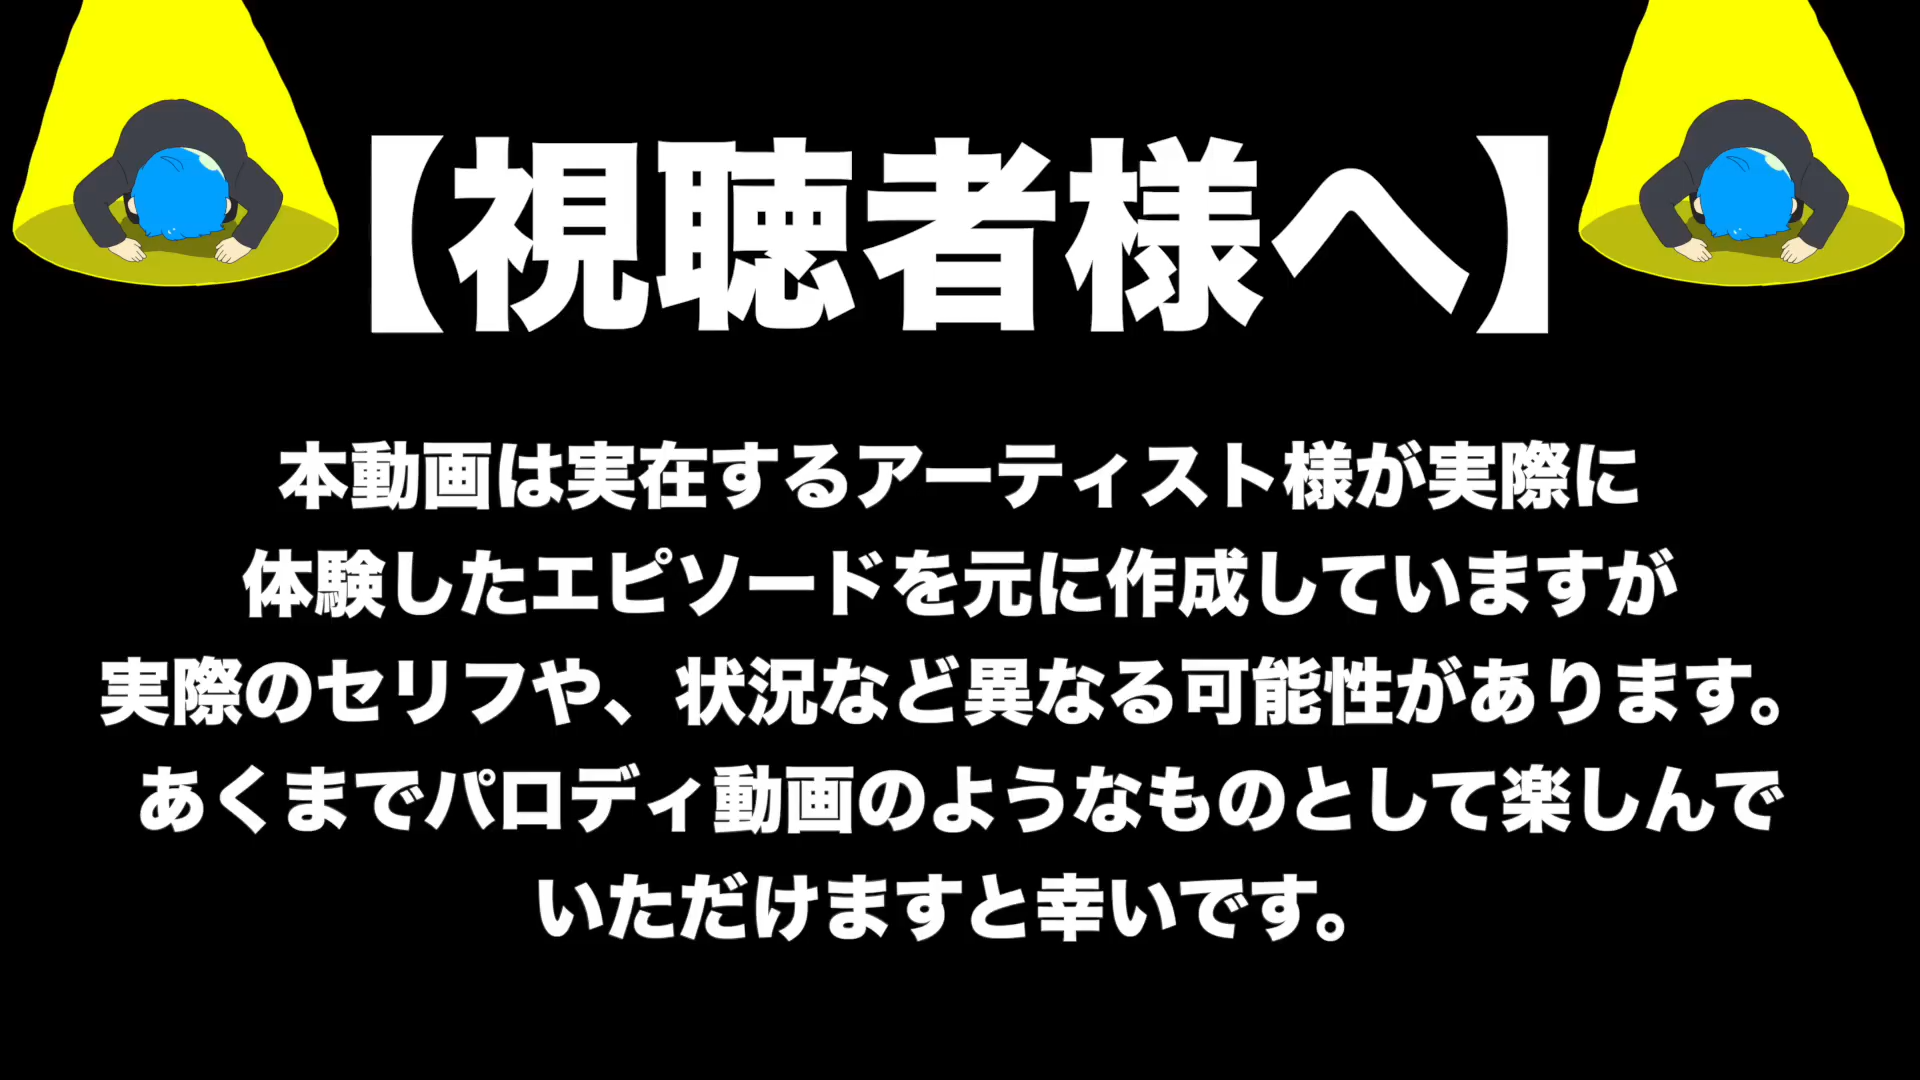 【視聴者様へ】
本動画は実在するアーティスト様が実際に
体験したエピソードを元に作成していますが
実際のセリフや、状況など異なる可能性があります。
あくまでパロディ動画のようなものとして楽しんで
いただけますと幸いです。